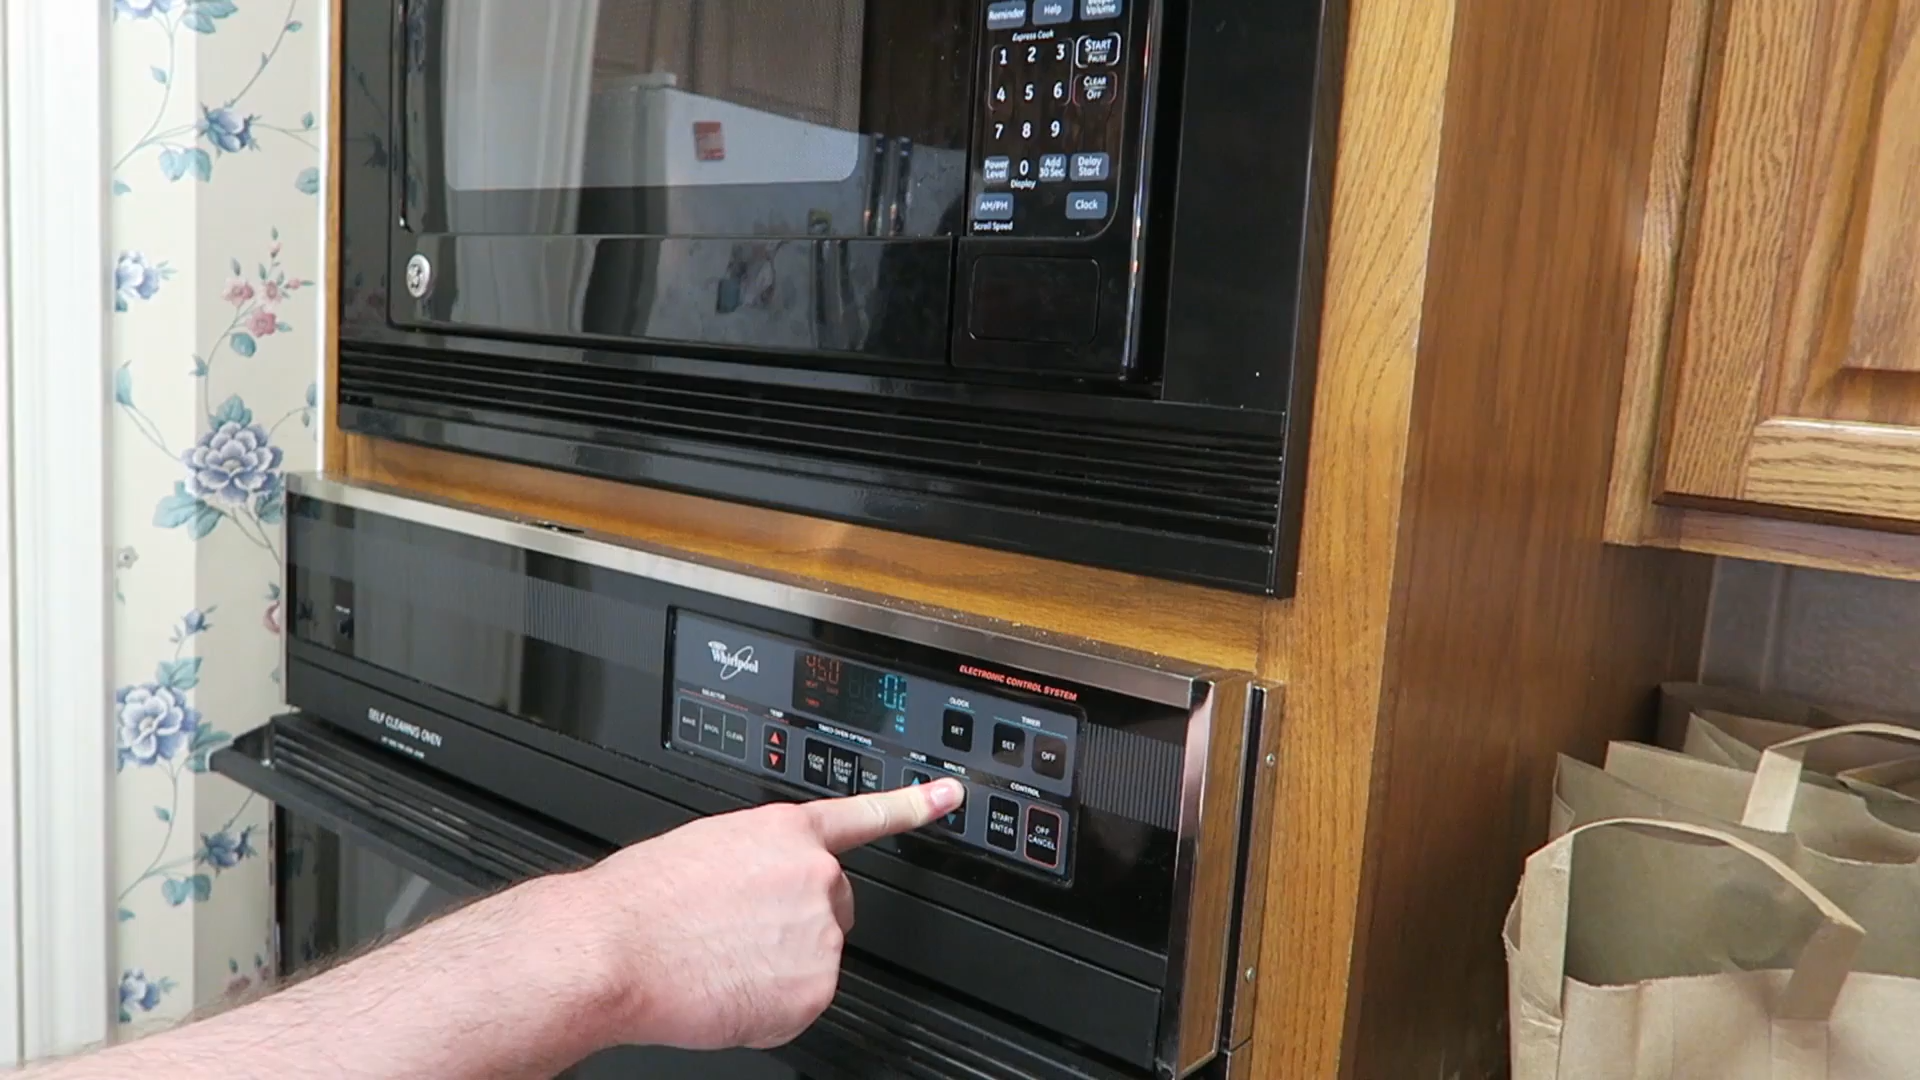 Reminder Help Volume
Express Cook
1 2 3 START PAUSE
4 5 6 CLEAR OFF
7 8 9
Power Level 0 Add 30 Sec. Delay Start
Display
AM/PM Clock
Scroll Speed
Whirlpool
450
ELECTRONIC CONTROL SYSTEM
SELECTOR TEMP TIMED OVEN OPTIONS HOUR MINUTE CLOCK TIMER
BAKE BROIL CLEAN
COOK TIME DELAY START TIME STOP TIME
SET SET OFF
CONTROL
START ENTER OFF CANCEL
SELF CLEANING OVEN